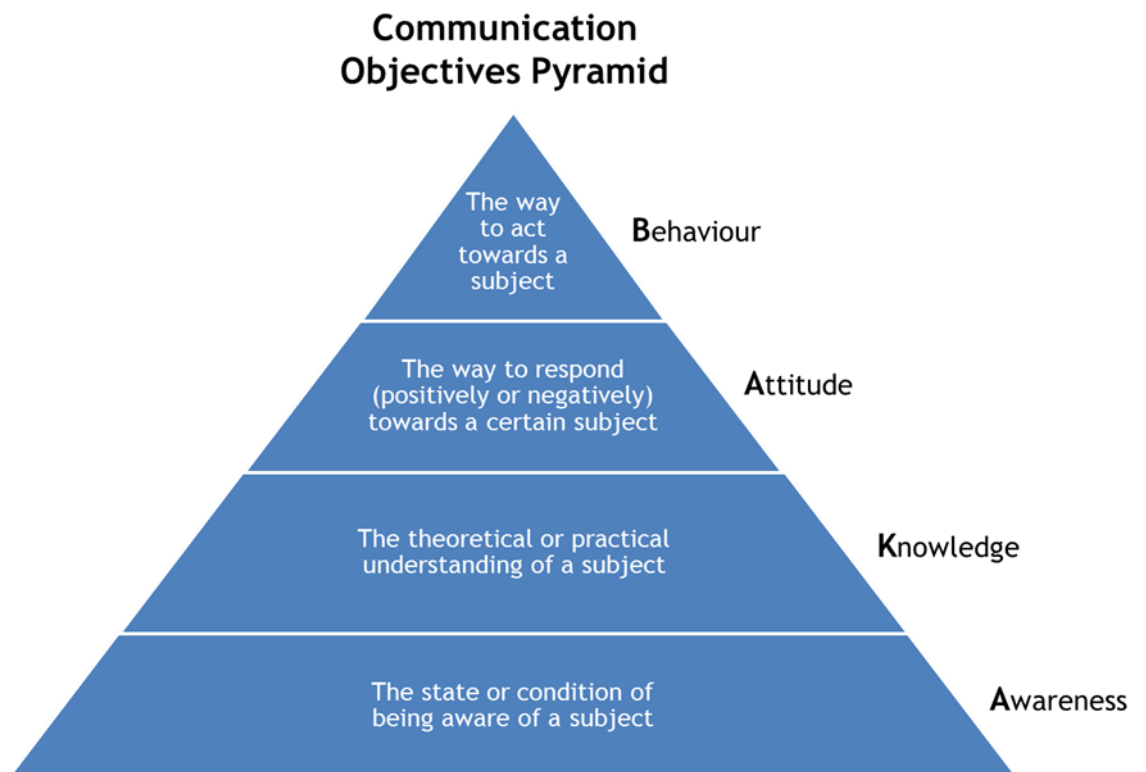 Communication
Objectives Pyramid
The way
to act
towards a
subject
Behaviour
The way to respond
(positively or negatively)
towards a certain subject
Attitude
The theoretical or practical
understanding of a subject
Knowledge
The state or condition of
being aware of a subject
Awareness